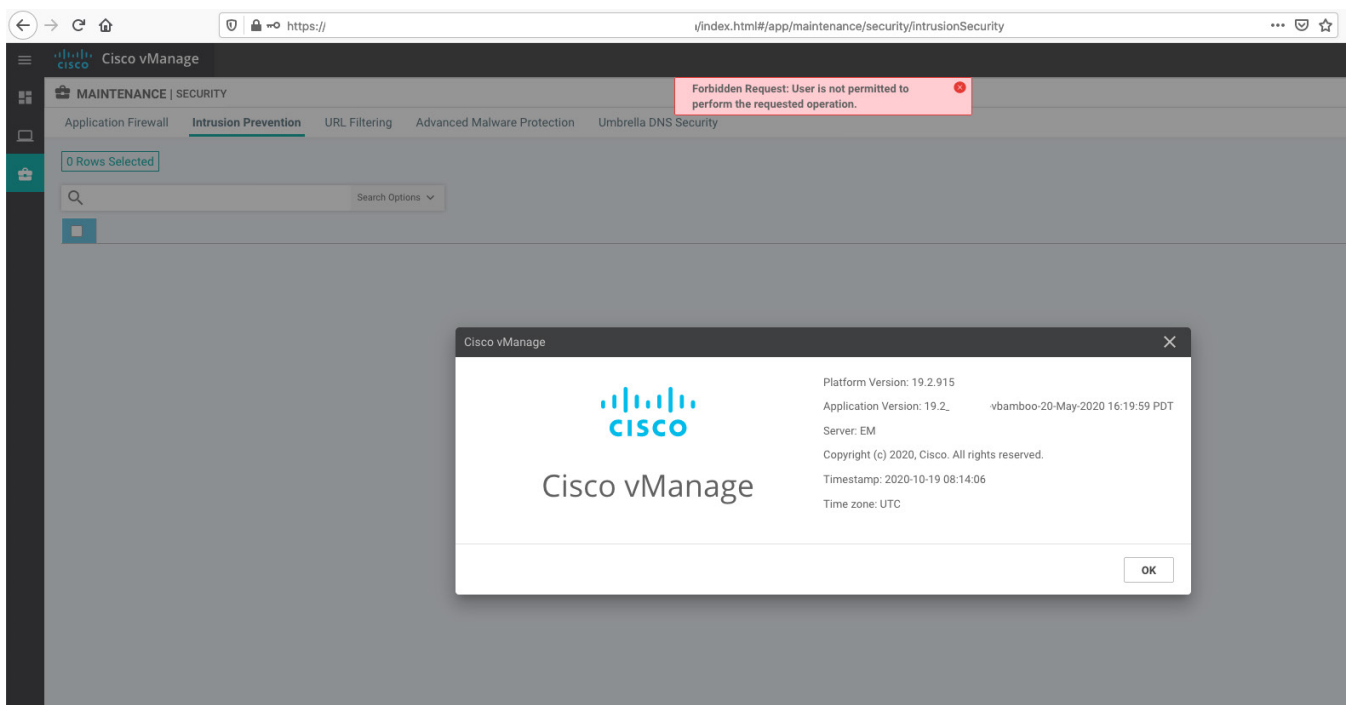 https:// /index.html#/app/maintenance/security/intrusionSecurity
CISCO Cisco vManage
MAINTENANCE | SECURITY
Forbidden Request: User is not permitted to
perform the requested operation.
Application Firewall Intrusion Prevention URL Filtering Advanced Malware Protection Umbrella DNS Security
0 Rows Selected
Search Options
Cisco vManage
CISCO
Cisco vManage
Platform Version: 19.2.915
Application Version: 19.2_ -vbamboo-20-May-2020 16:19:59 PDT
Server: EM
Copyright (c) 2020, Cisco. All rights reserved.
Timestamp: 2020-10-19 08:14:06
Time zone: UTC
OK